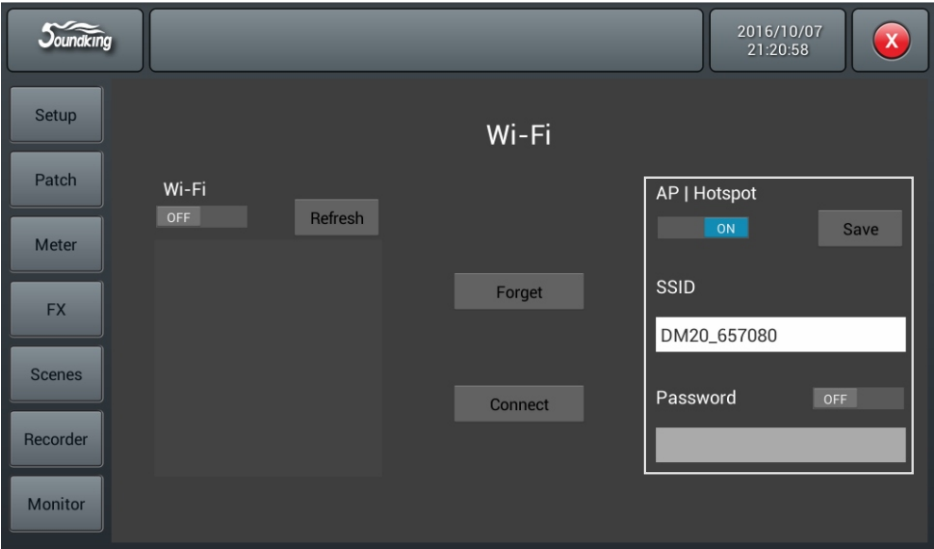 Soundking
2016/10/07
21:20:58
X
Setup
Patch
Meter
FX
Scenes
Recorder
Monitor
Wi-Fi
Wi-Fi
OFF
Refresh
Forget
Connect
AP | Hotspot
ON
Save
SSID
DM20_657080
Password
OFF